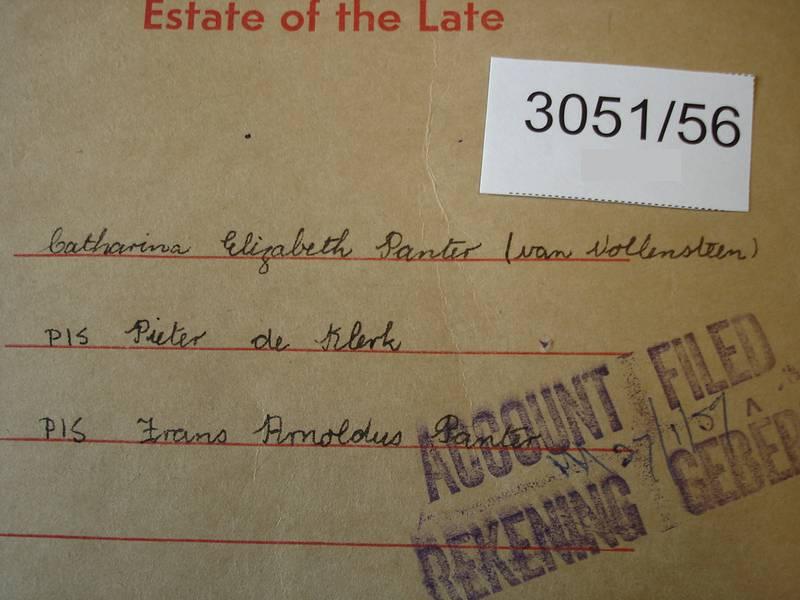 Estate of the Late
3051/56
Catharina Elizabeth Panter (van Vollensteen)
PIS Pieter de Klerk
PIS Frans Arnoldus Panter
ACCOUNT FILED
REKENING